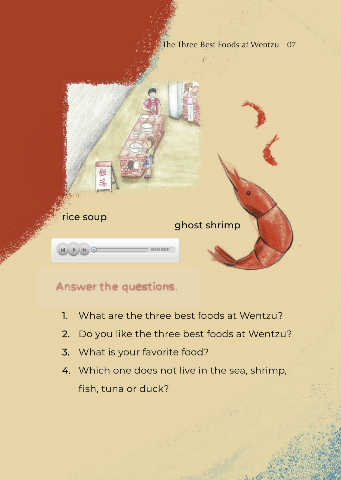 The Three Best Foods at Wentzu 07
rice soup
ghost shrimp
Answer the questions.
1. What are the three best foods at Wentzu?
2. Do you like the three best foods at Wentzu?
3. What is your favorite food?
4. Which one does not live in the sea, shrimp,
fish, tuna or duck?